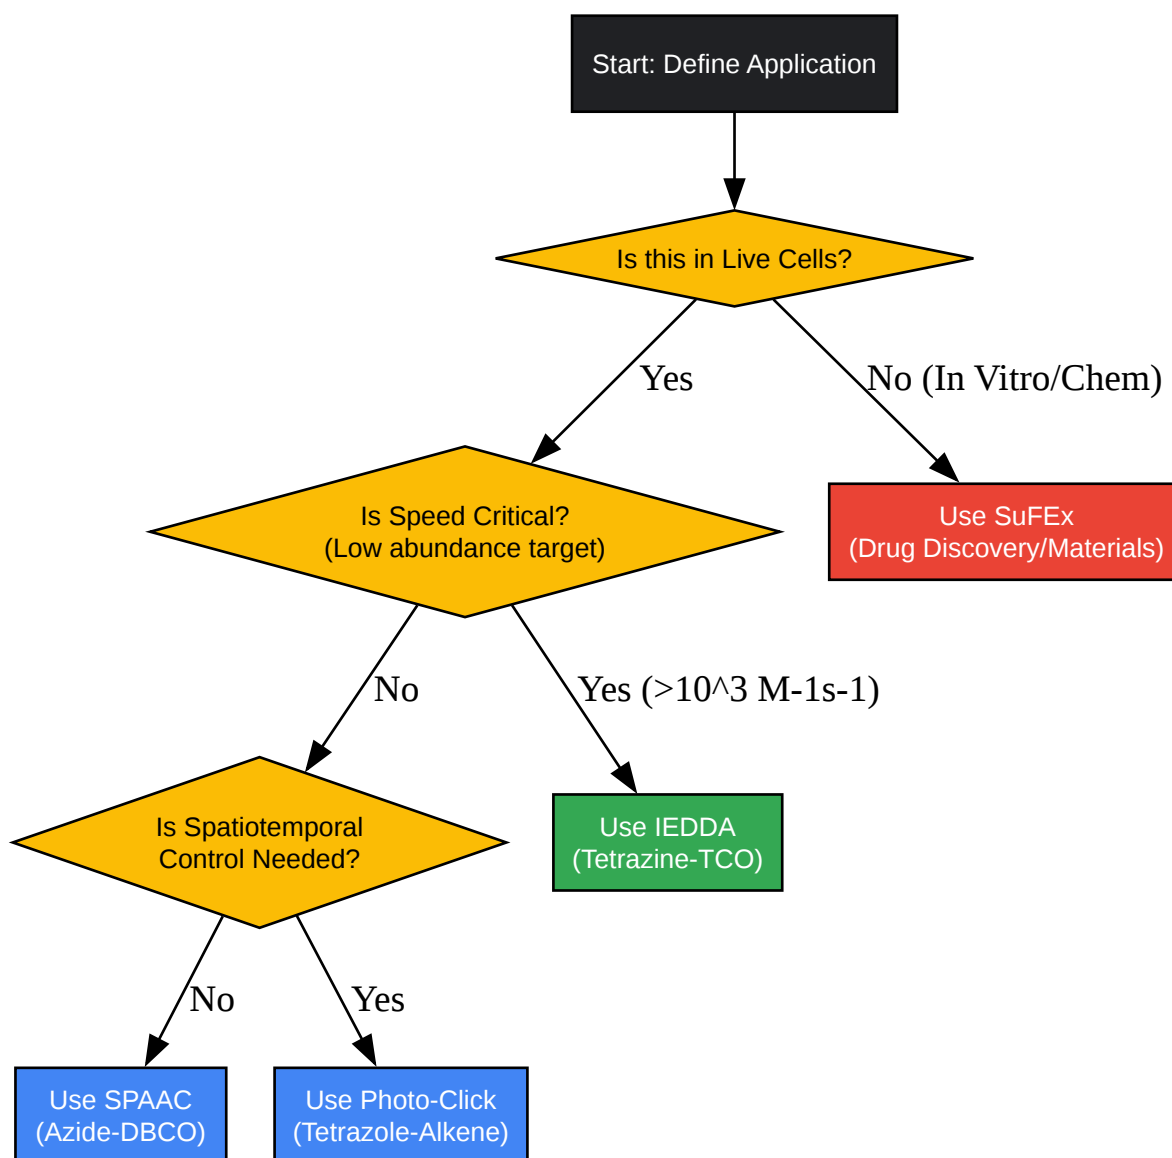 Start: Define Application
Is this in Live Cells?
Yes
No (In Vitro/Chem)
Is Speed Critical?
(Low abundance target)
Use SuFEx
(Drug Discovery/Materials)
No
Yes (>10^3 M-1s-1)
Is Spatiotemporal
Control Needed?
Use IEDDA
(Tetrazine-TCO)
No
Yes
Use SPAAC
(Azide-DBCO)
Use Photo-Click
(Tetrazole-Alkene)